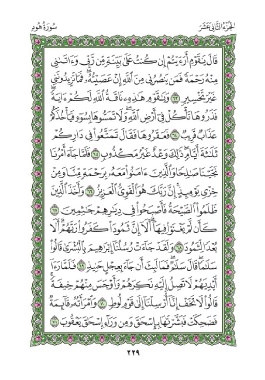 الجزء الثاني عشر
سورة هود
قَالَ يَٰقَوْمِ أَرَءَيْتُمْ إِن كُنتُ عَلَىٰ بَيِّنَةٍ مِّن رَّبِّى وَءَاتَىٰنِى
مِنْهُ رَحْمَةً فَمَن يَنصُرُنِى مِنَ ٱللَّهِ إِنْ عَصَيْتُهُۥ فَمَا تَزِيدُونَنِى
غَيْرَ تَخْسِيرٍ ٦٣ وَيَٰقَوْمِ هَٰذِهِۦ نَاقَةُ ٱللَّهِ لَكُمْ ءَايَةً
فَذَرُوهَا تَأْكُلْ فِىٓ أَرْضِ ٱللَّهِ وَلَا تَمَسُّوهَا بِسُوٓءٍ فَيَأْخُذَكُمْ
عَذَابٌ قَرِيبٌ ٦٤ فَعَقَرُوهَا فَقَالَ تَمَتَّعُوا۟ فِى دَارِكُمْ
ثَلَٰثَةَ أَيَّامٍ ذَٰلِكَ وَعْدٌ غَيْرُ مَكْذُوبٍ ٦٥ فَلَمَّا جَآءَ أَمْرُنَا
نَجَّيْنَا صَٰلِحًا وَٱلَّذِينَ ءَامَنُوا۟ مَعَهُۥ بِرَحْمَةٍ مِّنَّا وَمِنْ
خِزْىِ يَوْمِئِذٍ إِنَّ رَبَّكَ هُوَ ٱلْقَوِىُّ ٱلْعَزِيزُ ٦٦ وَأَخَذَ ٱلَّذِينَ
ظَلَمُوا۟ ٱلصَّيْحَةُ فَأَصْبَحُوا۟ فِى دِيَٰرِهِمْ جَٰثِمِينَ ٦٧
كَأَن لَّمْ يَغْنَوْا۟ فِيهَآ أَلَآ إِنَّ ثَمُودَا۟ كَفَرُوا۟ رَبَّهُمْ أَلَا
بُعْدًا لِّثَمُودَ ٦٨ وَلَقَدْ جَآءَتْ رُسُلُنَآ إِبْرَٰهِيمَ بِٱلْبُشْرَىٰ قَالُوا۟
سَلَٰمًا قَالَ سَلَٰمٌ فَمَا لَبِثَ أَن جَآءَ بِعِجْلٍ حَنِيذٍ ٦٩ فَلَمَّا رَءَآ
أَيْدِيَهُمْ لَا تَصِلُ إِلَيْهِ نَكِرَهُمْ وَأَوْجَسَ مِنْهُمْ خِيفَةً
قَالُوا۟ لَا تَخَفْ إِنَّآ أُرْسِلْنَآ إِلَىٰ قَوْمِ لُوطٍ ٧٠ وَٱمْرَأَتُهُۥ قَآئِمَةٌ
فَضَحِكَتْ فَبَشَّرْنَٰهَا بِإِسْحَٰقَ وَمِن وَرَآءِ إِسْحَٰقَ يَعْقُوبَ ٧١
٢٢٩